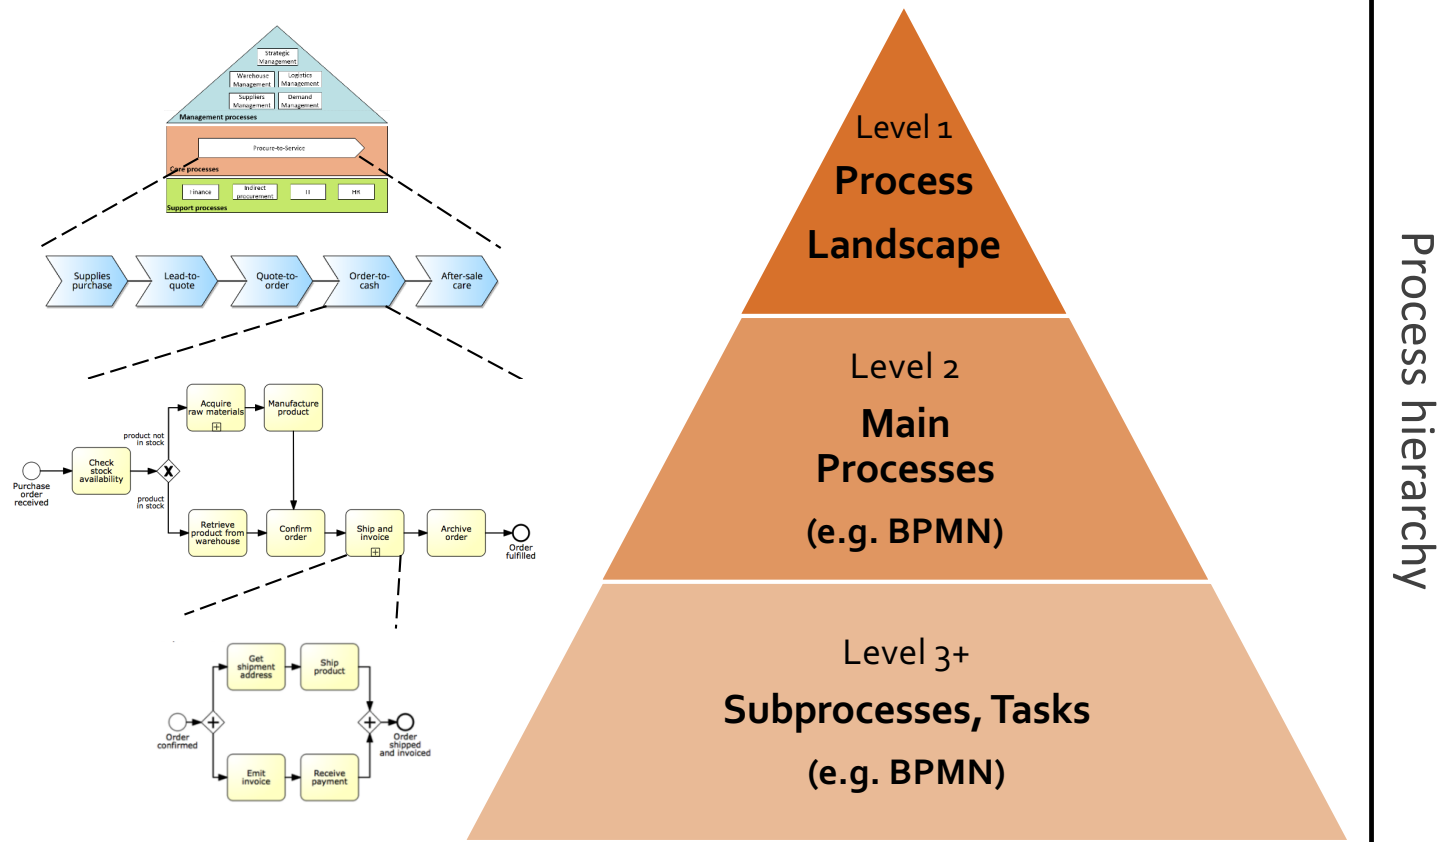 Strategic
Management
Warehouse
Management
Logistics
Management
Suppliers
Management
Demand
Management
Management processes
Procure-to-Service
Core processes
Finance
Indirect
procurement
IT
HR
Support processes
Supplies
purchase
Lead-to-
quote
Quote-to-
order
Order-to-
cash
After-sale
care
Purchase
order
received
Check
stock
availability
X
product not
in stock
product
in stock
Acquire
raw materials
Manufacture
product
Retrieve
product from
warehouse
Confirm
order
Ship and
invoice
Archive
order
Order
fulfilled
Order
confirmed
Get
shipment
address
Ship
product
Emit
invoice
Receive
payment
Order
shipped
and invoiced
Level 1
Process
Landscape
Level 2
Main
Processes
(e.g. BPMN)
Level 3+
Subprocesses, Tasks
(e.g. BPMN)
Process hierarchy